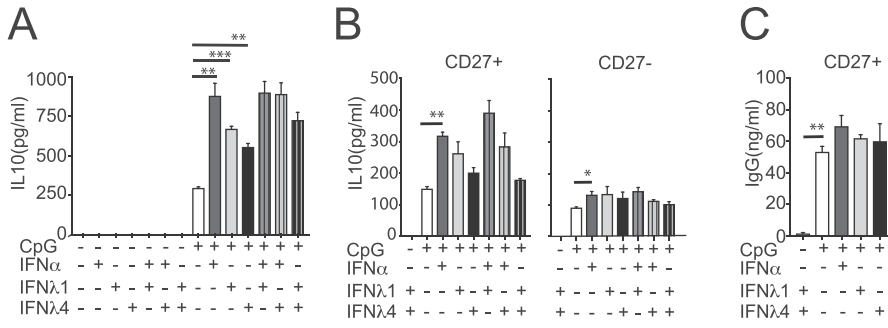 A
**
***
**
IL10(pg/ml)
1000
750
500
250
0
CpG - - - - - - - + + + + + + +
IFNα - + - - + + - - + - - + + -
IFNλ1 - - + - + - + - - + - + - +
IFNλ4 - - - + - + + - - - + - + +
B
CD27+
CD27-
**
*
IL10(pg/ml)
500
400
300
200
100
0
CpG - + + + + + + + - + + + + + + +
IFNα - - + - - + + - - - + - - + + -
IFNλ1 + - - + - + - + + - - + - + - +
IFNλ4 + - - - + - + + + - - - + - + +
C
CD27+
**
IgG(ng/ml)
100
80
60
40
20
0
CpG - + + + +
IFNα - - + - -
IFNλ1 + - - + -
IFNλ4 + - - - +